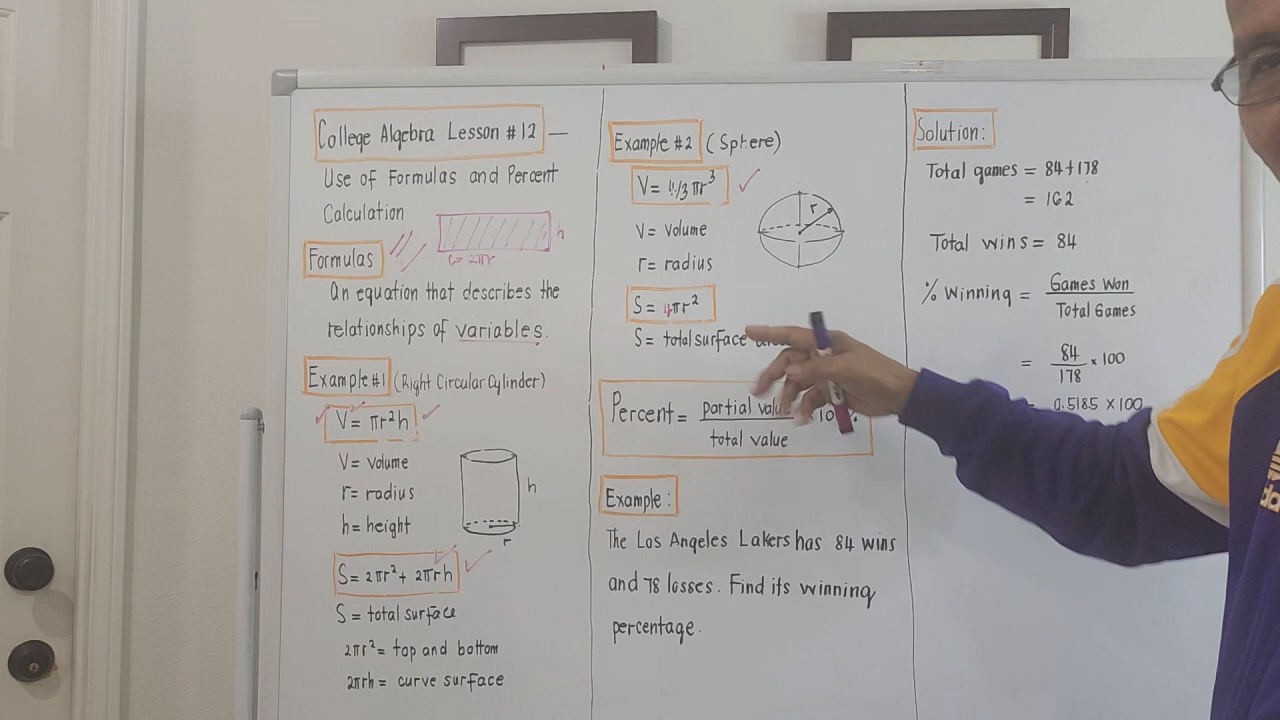 College Algebra Lesson #12 —
Use of Formulas and Percent
Calculation
h
C= 2πr
Formulas
An equation that describes the
relationships of variables.
Example #1 (Right Circular Cylinder)
V= πr²h
V= volume
r= radius
h= height
h
r
S= 2πr² + 2πrh
S= total surface
2πr² = top and bottom
2πrh = curve surface
Example #2 (Sphere)
V= 4/3 πr³
r
V= volume
r= radius
S= 4πr²
S= total surface
Percent = partial value
total value
Example:
The Los Angeles Lakers has 84 wins
and 78 losses. Find its winning
percentage.
Solution:
Total games = 84+178
= 162
Total wins = 84
% Winning = Games Won
Total Games
= 84
178
× 100
0.5185 × 100